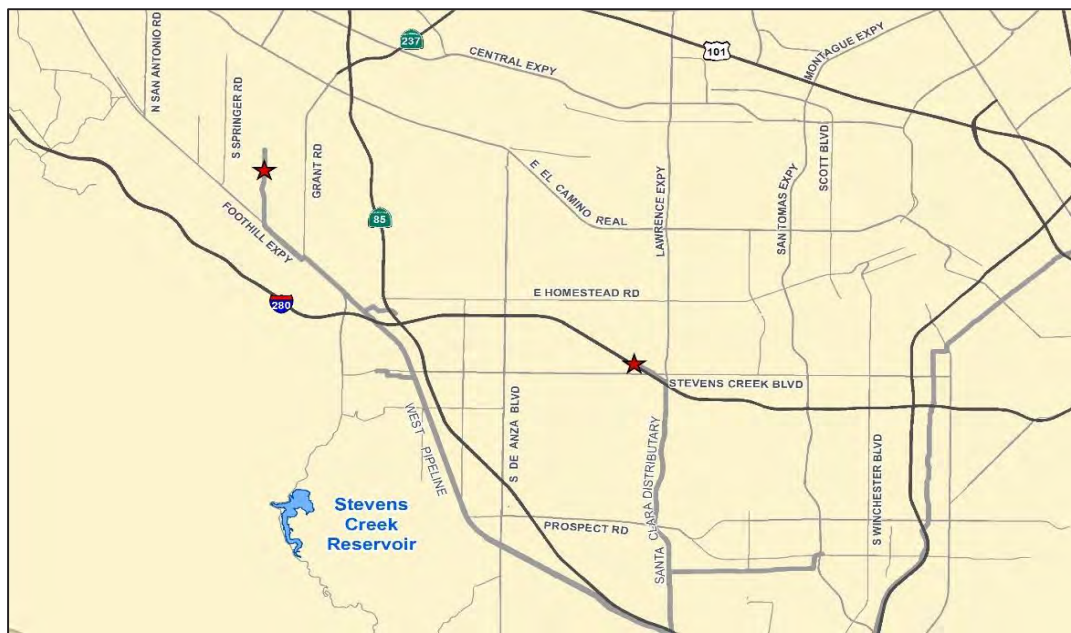 N SAN ANTONIO RD
S SPRINGER RD
GRANT RD
237
CENTRAL EXPY
101
MONTAGUE EXPY
SCOTT BLVD
FOOTHILL EXPY
85
E EL CAMINO REAL
LAWRENCE EXPY
SAN TOMAS EXPY
280
E HOMESTEAD RD
STEVENS CREEK BLVD
WEST PIPELINE
S DE ANZA BLVD
SANTA CLARA DISTRIBUTARY
S WINCHESTER BLVD
Stevens
Creek
Reservoir
PROSPECT RD